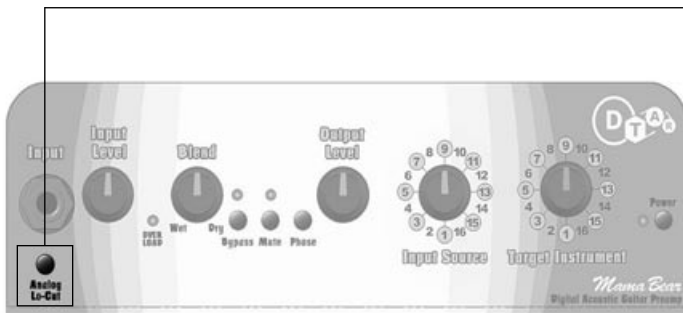 Input
Input
Level
Blend
Output
Level
OVER
LOAD
Wet
Dry
Bypass
Mute
Phase
1 2 3 4 5 6 7 8 9 10 11 12 13 14 15 16
Input Source
1 2 3 4 5 6 7 8 9 10 11 12 13 14 15 16
Target Instrument
DTAR
Power
Analog
Lo-Cut
Mama Bear
Digital Acoustic Guitar Preamp